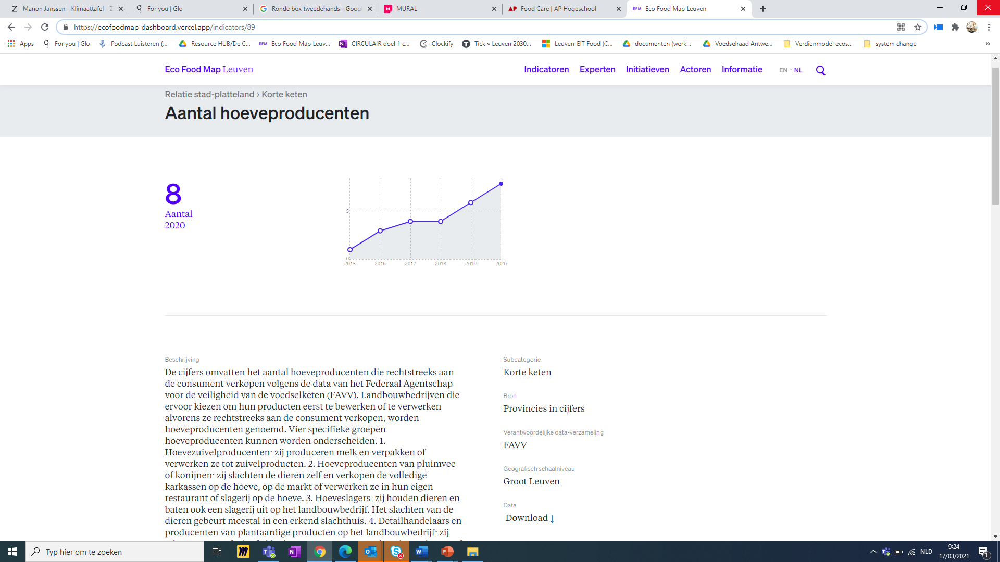 Manon Janssen - Klimaattafel - Z
For you | Glo
Ronde box tweedehands - Goog
MURAL
Food Care | AP Hogeschool
EFM Eco Food Map Leuven
https://ecofoodmap-dashboard.vercel.app/indicators/89
Apps
For you | Glo
Podcast Luisteren (...
Resource HUB/De C...
EFM Eco Food Map Leuv...
CIRCULAIR doel 1 c...
Clockify
Tick » Leuven 2030...
Leuven-EIT Food (C...
documenten (werk...
Voedselraad Antwe...
Verdienmodel ecos...
system change
»
Eco Food Map Leuven
Indicatoren Experten Initiatieven Actoren Informatie EN · NL
Relatie stad-platteland › Korte keten
Aantal hoeveproducenten
8
Aantal
2020
5
0
2015 2016 2017 2018 2019 2020
Beschrijving
De cijfers omvatten het aantal hoeveproducenten die rechtstreeks aan
de consument verkopen volgens de data van het Federaal Agentschap
voor de veiligheid van de voedselketen (FAVV). Landbouwbedrijven die
ervoor kiezen om hun producten eerst te bewerken of te verwerken
alvorens ze rechtstreeks aan de consument verkopen, worden
hoeveproducenten genoemd. Vier specifieke groepen
hoeveproducenten kunnen worden onderscheiden: 1.
Hoevezuivelproducenten: zij produceren melk en verpakken of
verwerken ze tot zuivelproducten. 2. Hoeveproducenten van pluimvee
of konijnen: zij slachten de dieren zelf en verkopen de volledige
karkassen op de hoeve, op de markt of verwerken ze in hun eigen
restaurant of slagerij op de hoeve. 3. Hoeveslagers: zij houden dieren en
baten ook een slagerij uit op het landbouwbedrijf. Het slachten van de
dieren gebeurt meestal in een erkend slachthuis. 4. Detailhandelaars en
producenten van plantaardige producten op het landbouwbedrijf: zij
Subcategorie
Korte keten
Bron
Provincies in cijfers
Verantwoordelijke data-verzameling
FAVV
Geografisch schaalniveau
Groot Leuven
Data
Download ↓
Typ hier om te zoeken
NLD
9:24
17/03/2021
1